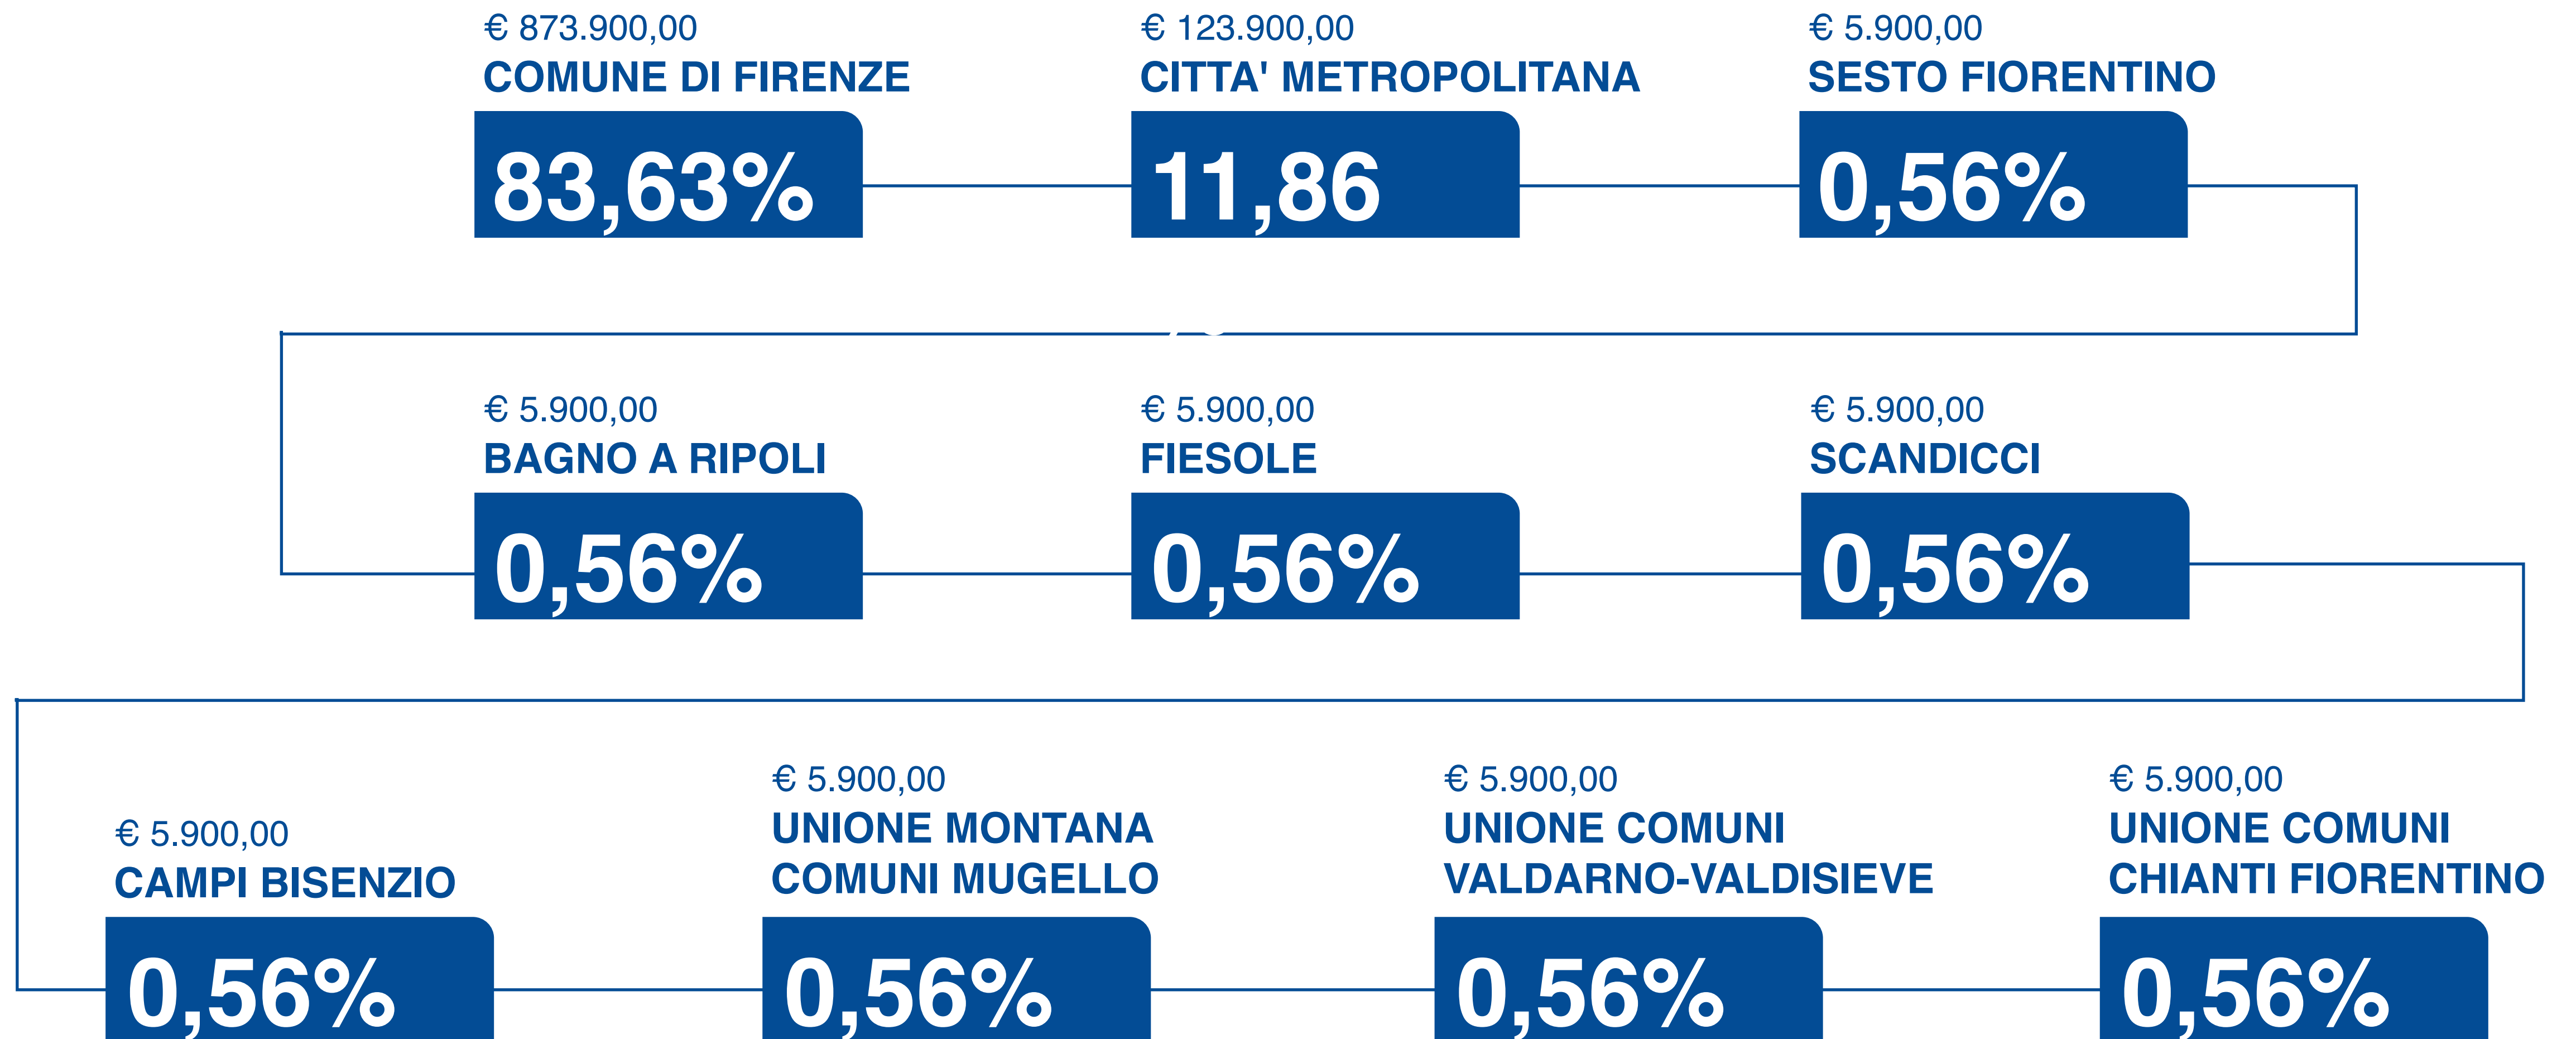 € 873.900,00
COMUNE DI FIRENZE
83,63%
€ 123.900,00
CITTA' METROPOLITANA
11,86
€ 5.900,00
SESTO FIORENTINO
0,56%
€ 5.900,00
BAGNO A RIPOLI
0,56%
€ 5.900,00
FIESOLE
0,56%
€ 5.900,00
SCANDICCI
0,56%
€ 5.900,00
CAMPI BISENZIO
0,56%
€ 5.900,00
UNIONE MONTANA
COMUNI MUGELLO
0,56%
€ 5.900,00
UNIONE COMUNI
VALDARNO-VALDISIEVE
0,56%
€ 5.900,00
UNIONE COMUNI
CHIANTI FIORENTINO
0,56%